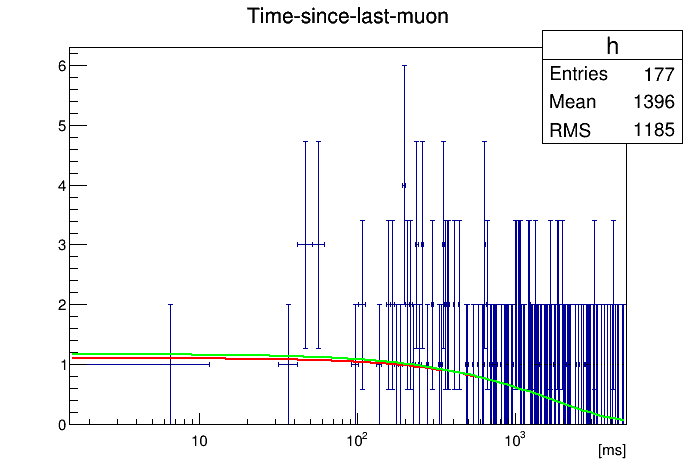 Time-since-last-muon
h
Entries 177
Mean 1396
RMS 1185
6
5
4
3
2
1
0
10 10² 10³
[ms]